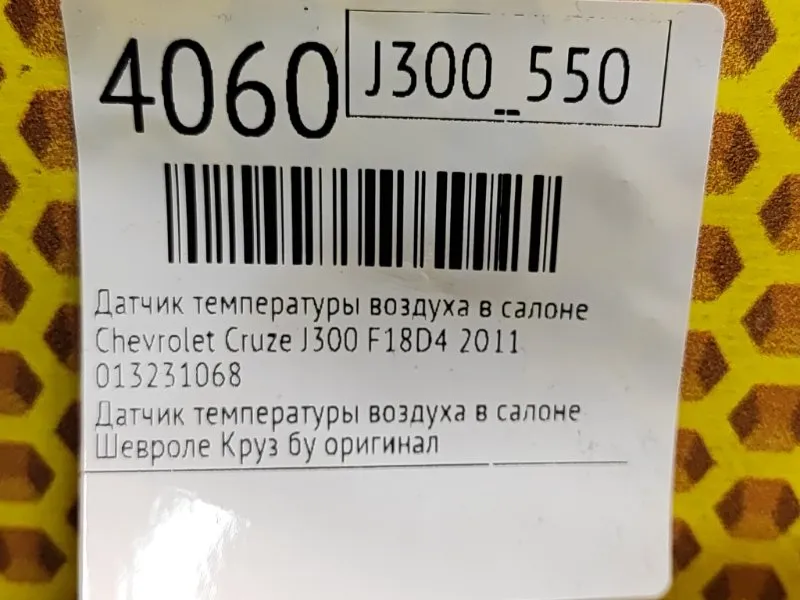 4060
J300_550
Датчик температуры воздуха в салоне
Chevrolet Cruze J300 F18D4 2011
013231068
Датчик температуры воздуха в салоне
Шевроле Круз бу оригинал